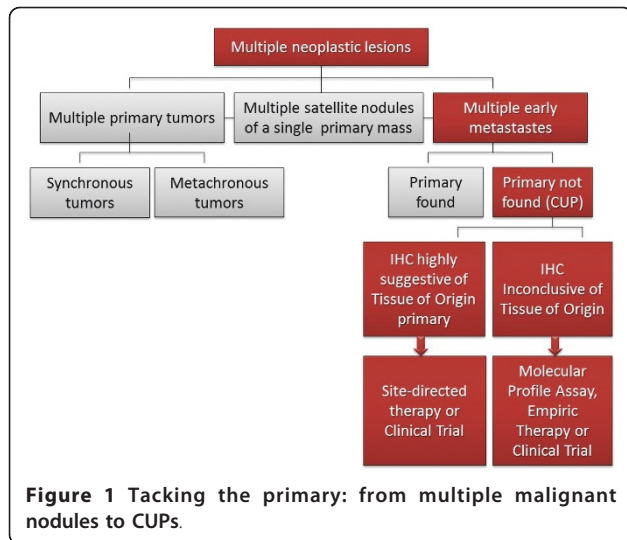 Multiple neoplastic lesions
Multiple primary tumors
Multiple satellite nodules
of a single primary mass
Multiple early
metastastes
Synchronous
tumors
Metachronous
tumors
Primary
found
Primary not
found (CUP)
IHC highly
suggestive of
Tissue of Origin
primary
IHC
Inconclusive of
Tissue of Origin
Site-directed
therapy or
Clinical Trial
Molecular
Profile Assay,
Empiric
Therapy or
Clinical Trial
Figure 1 Tacking the primary: from multiple malignant
nodules to CUPs.